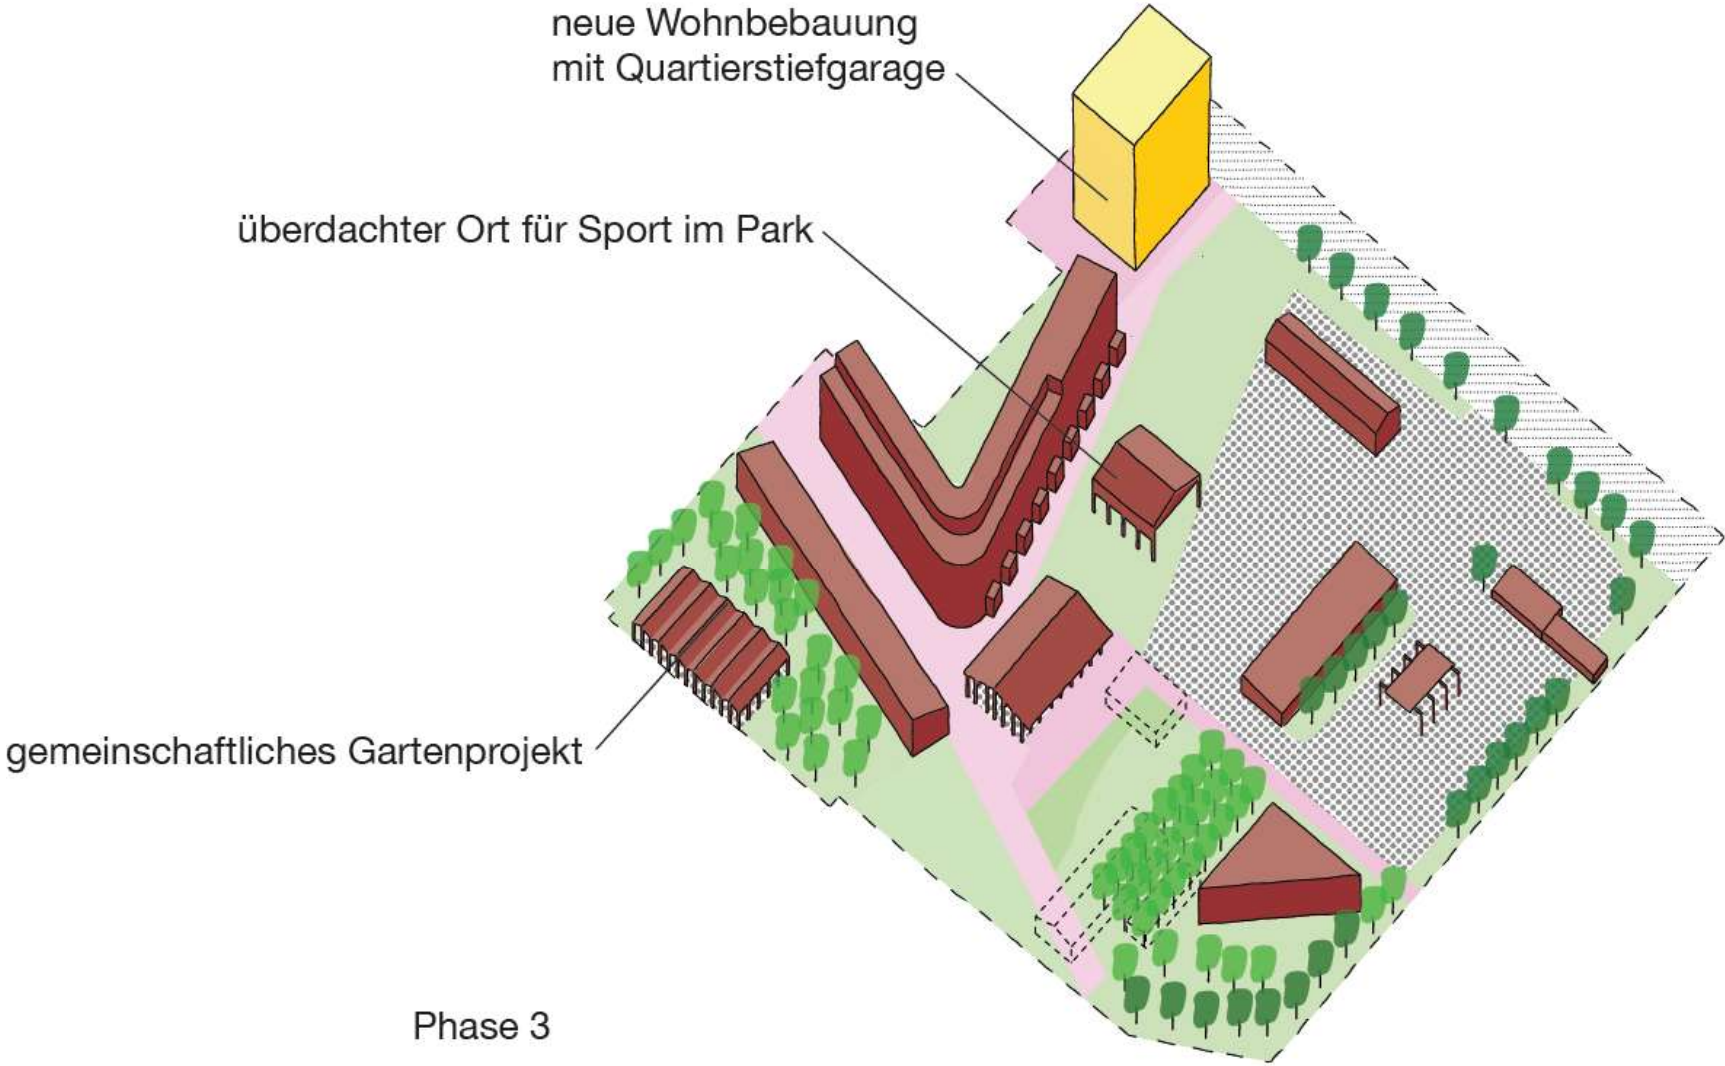 neue Wohnbebauung
mit Quartierstiefgarage
überdachter Ort für Sport im Park
gemeinschaftliches Gartenprojekt
Phase 3